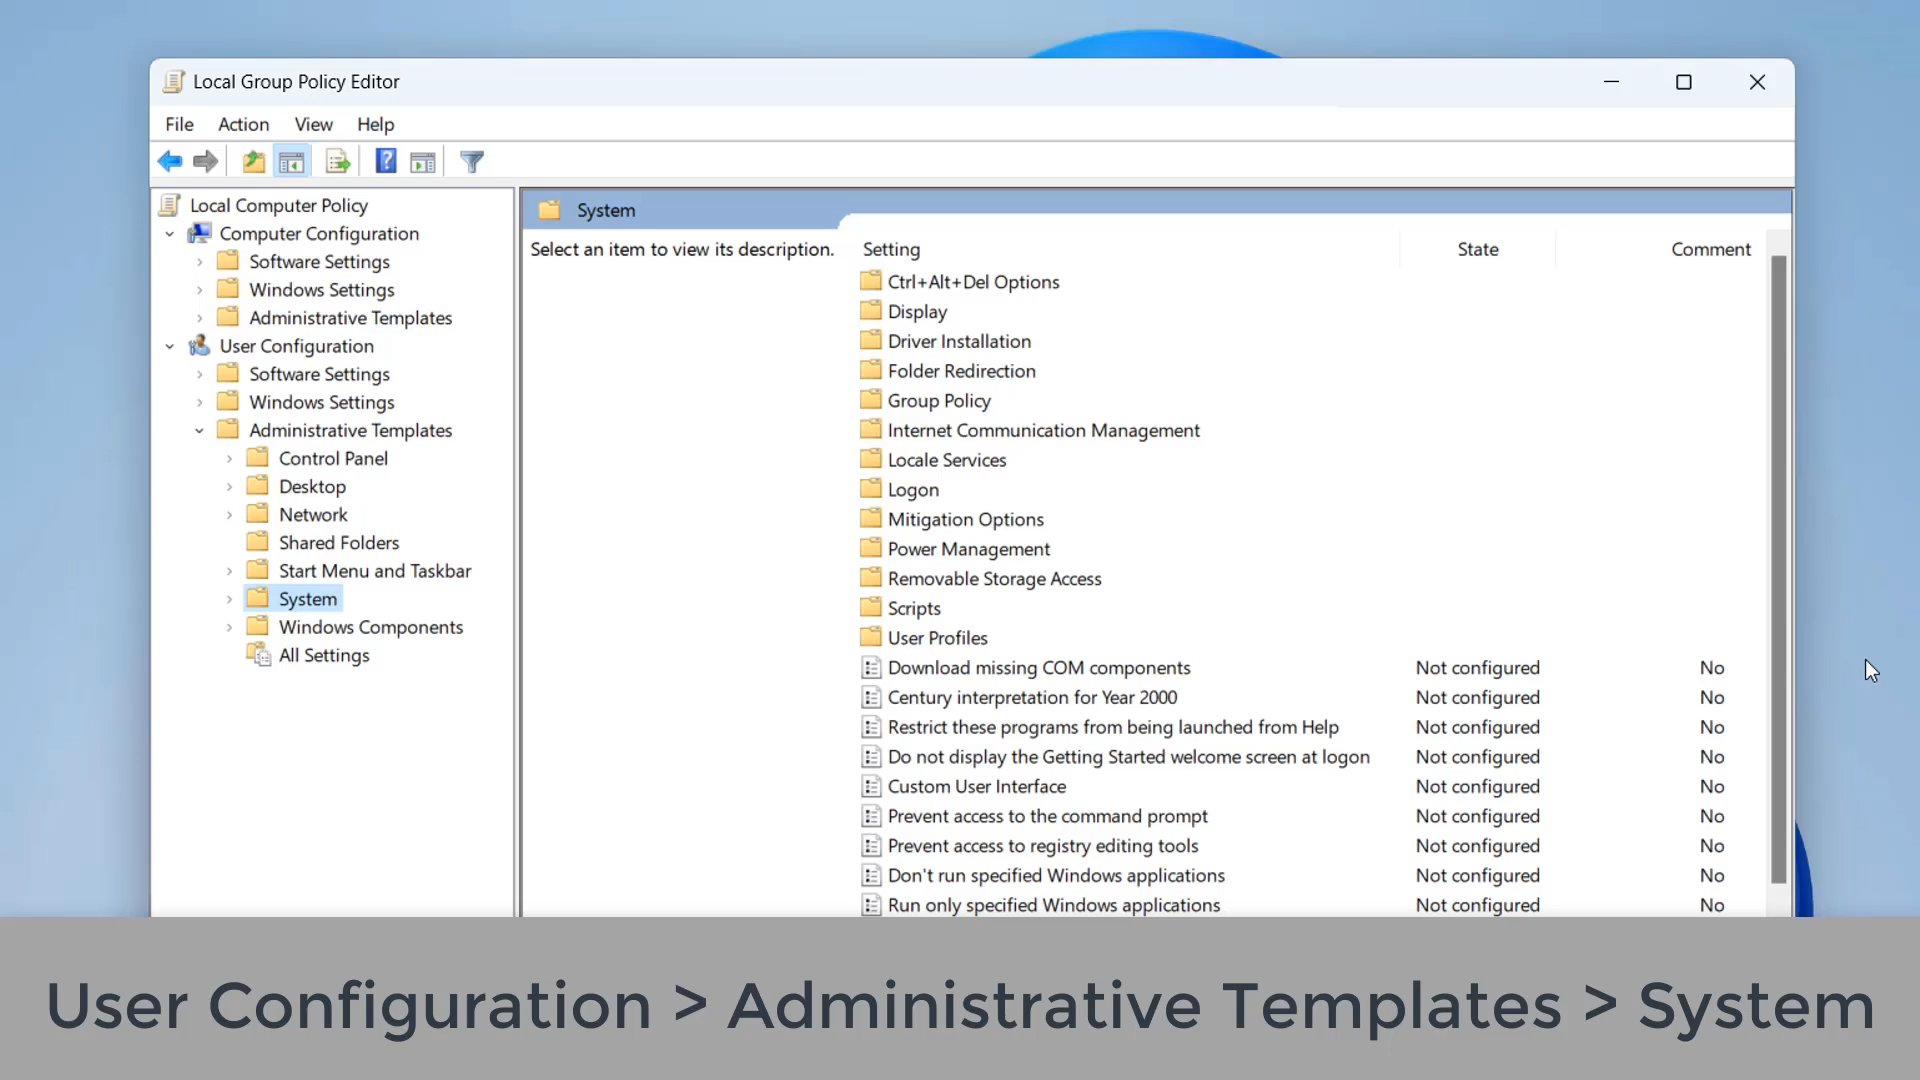 Local Group Policy Editor
File Action View Help
Local Computer Policy
Computer Configuration
Software Settings
Windows Settings
Administrative Templates
User Configuration
Software Settings
Windows Settings
Administrative Templates
Control Panel
Desktop
Network
Shared Folders
Start Menu and Taskbar
System
Windows Components
All Settings
System
Select an item to view its description.
Setting State Comment
Ctrl+Alt+Del Options
Display
Driver Installation
Folder Redirection
Group Policy
Internet Communication Management
Locale Services
Logon
Mitigation Options
Power Management
Removable Storage Access
Scripts
User Profiles
Download missing COM components Not configured No
Century interpretation for Year 2000 Not configured No
Restrict these programs from being launched from Help Not configured No
Do not display the Getting Started welcome screen at logon Not configured No
Custom User Interface Not configured No
Prevent access to the command prompt Not configured No
Prevent access to registry editing tools Not configured No
Don't run specified Windows applications Not configured No
Run only specified Windows applications Not configured No
User Configuration > Administrative Templates > System